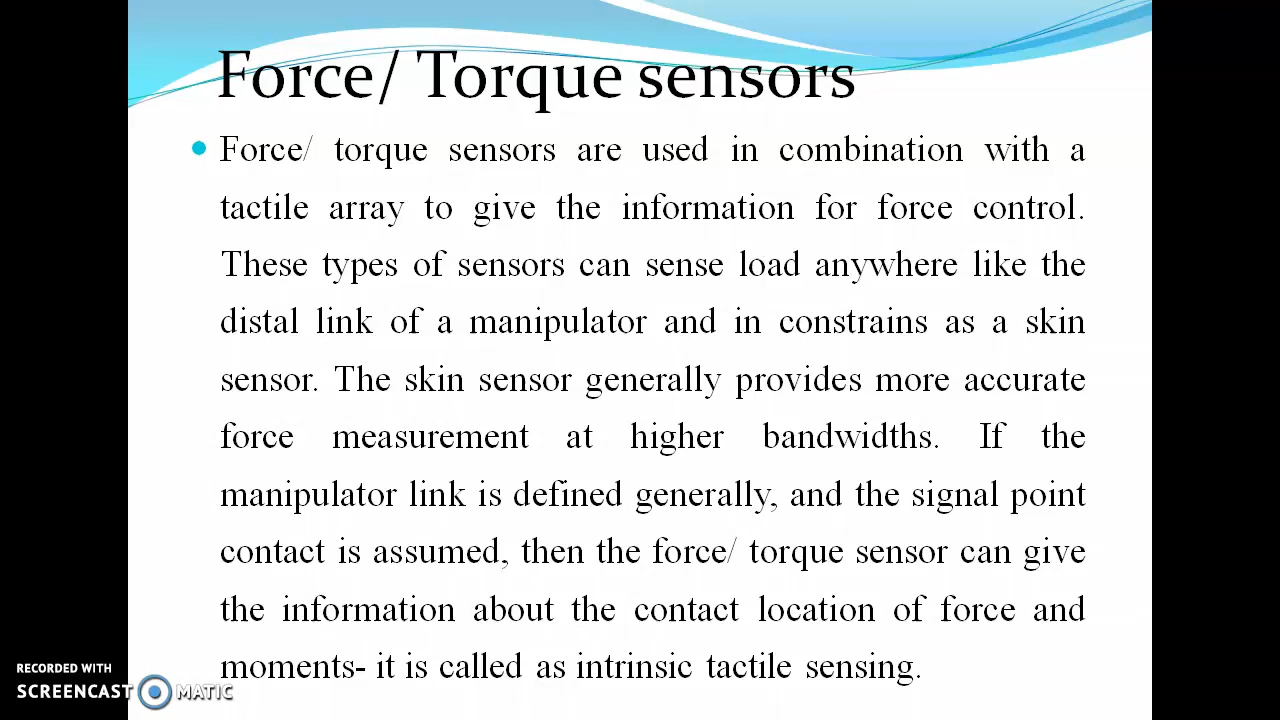 Force/ Torque sensors
Force/ torque sensors are used in combination with a
tactile array to give the information for force control.
These types of sensors can sense load anywhere like the
distal link of a manipulator and in constrains as a skin
sensor. The skin sensor generally provides more accurate
force measurement at higher bandwidths. If the
manipulator link is defined generally, and the signal point
contact is assumed, then the force/ torque sensor can give
the information about the contact location of force and
moments- it is called as intrinsic tactile sensing.
RECORDED WITH
SCREENCAST MATIC